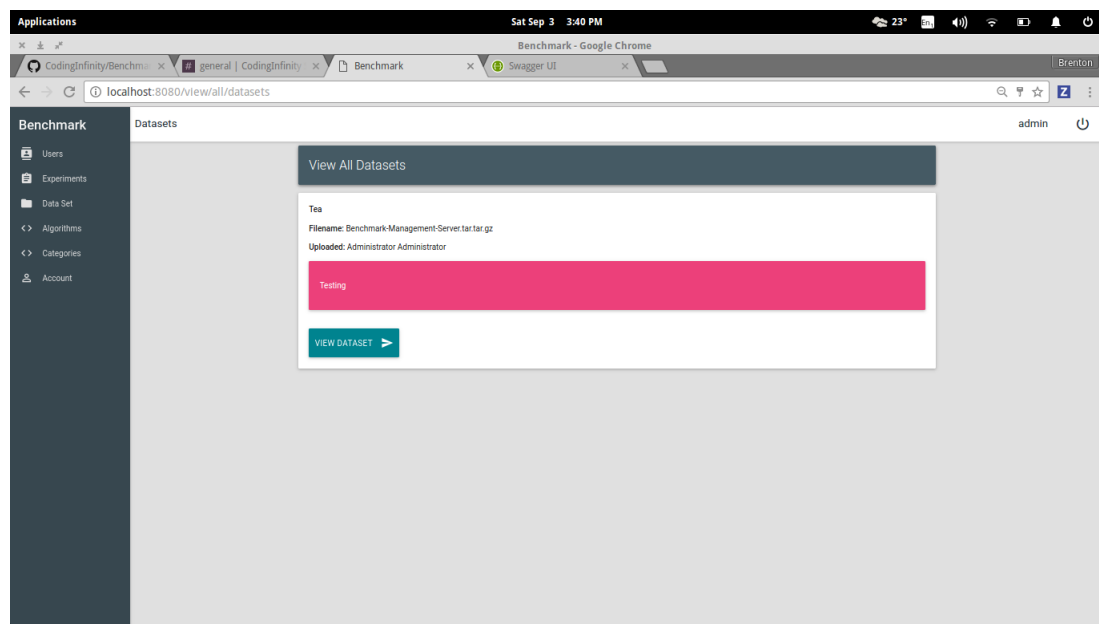 Applications Sat Sep 3 3:40 PM 23° En1
Benchmark - Google Chrome
CodingInfinity/Benchmar general | CodingInfinity Benchmark Swagger UI Brenton
localhost:8080/view/all/datasets Z
Benchmark Datasets admin
Users
Experiments
Data Set
Algorithms
Categories
Account
View All Datasets
Tea
Filename: Benchmark-Management-Server.tar.tar.gz
Uploaded: Administrator Administrator
Testing
VIEW DATASET